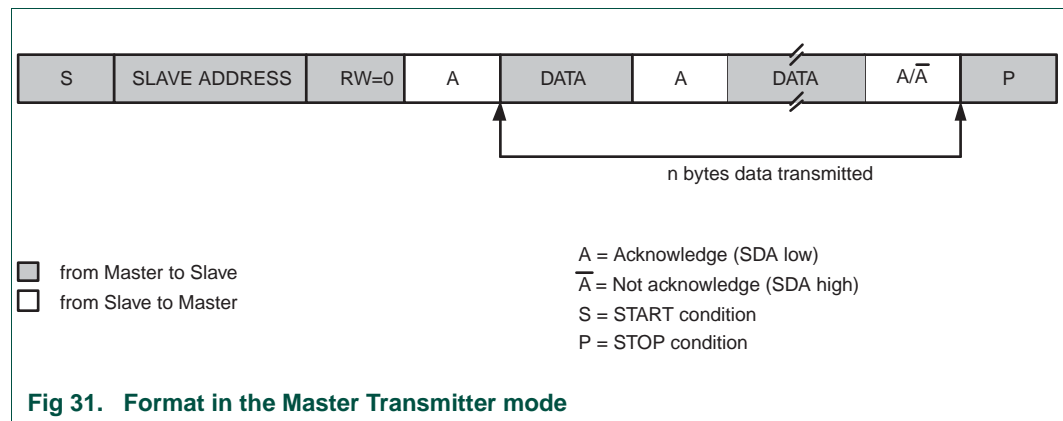 S SLAVE ADDRESS RW=0 A DATA A DATA A/A̅ P
n bytes data transmitted
from Master to Slave
from Slave to Master
A = Acknowledge (SDA low)
A̅ = Not acknowledge (SDA high)
S = START condition
P = STOP condition
Fig 31. Format in the Master Transmitter mode